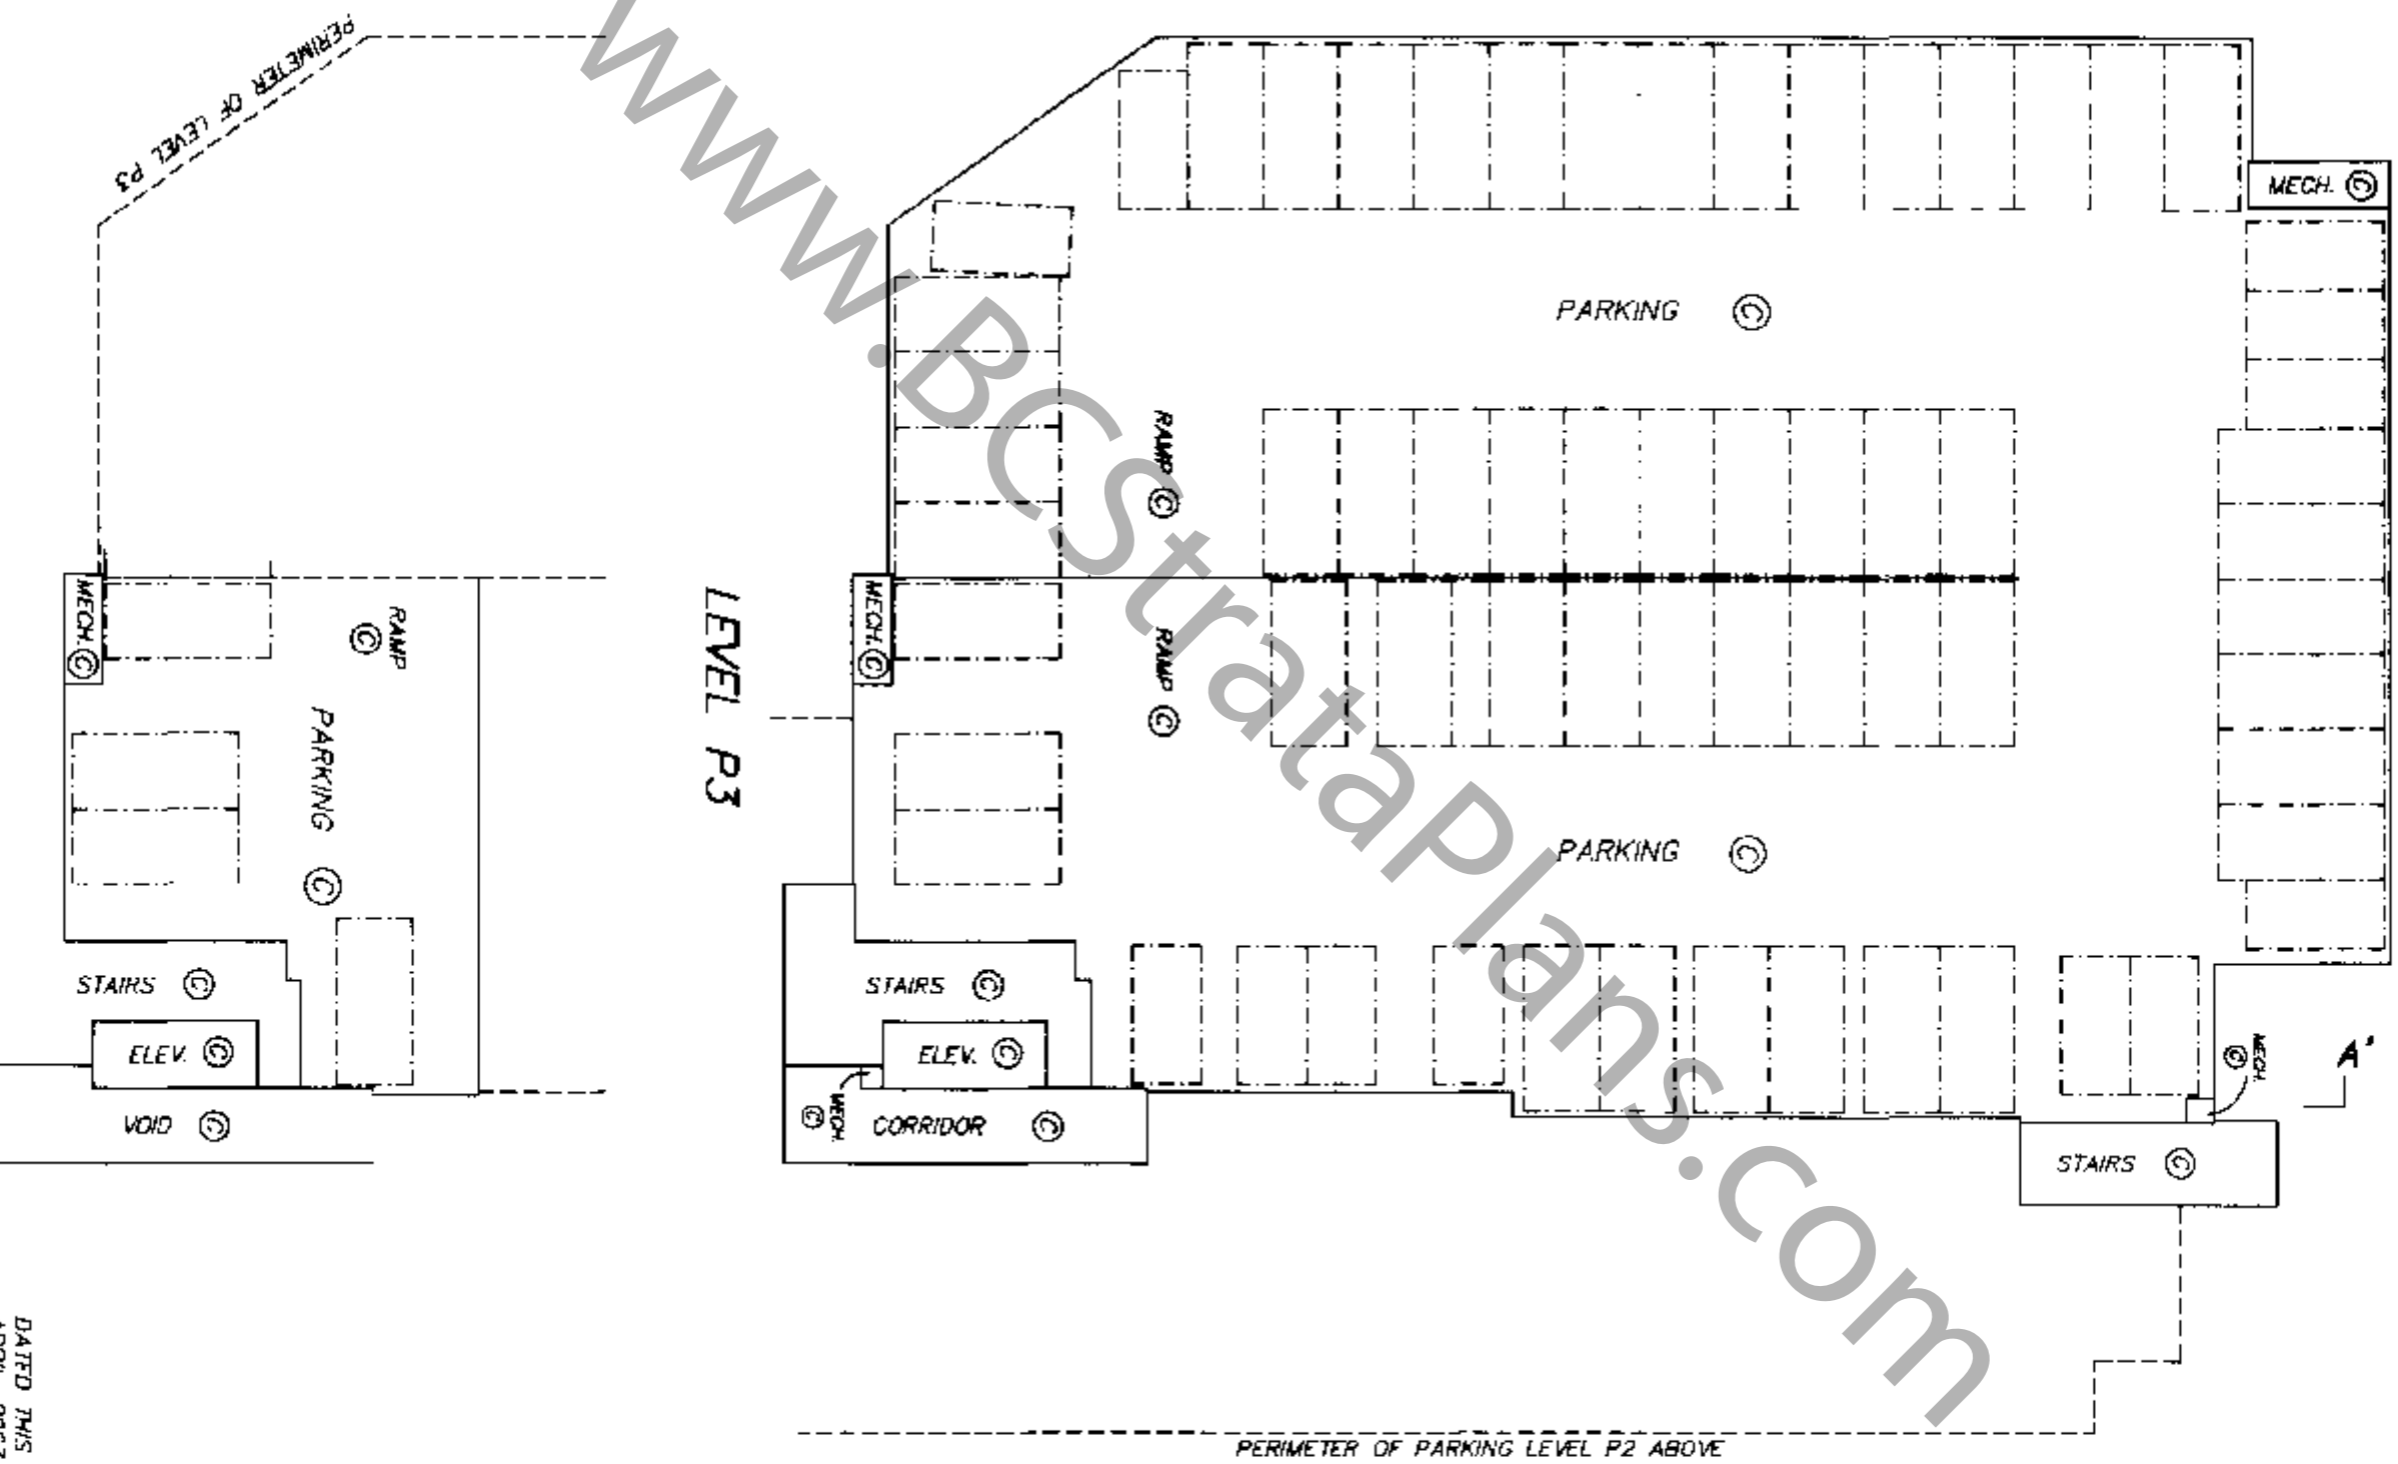 PERIMETER OF LEVEL P3
MECH. ©
RAMP ©
PARKING ©
STAIRS ©
ELEV. ©
VOID ©
DATED THIS
LEVEL P3
MECH. ©
PARKING ©
RAMP ©
MECH. ©
RAMP ©
PARKING ©
STAIRS ©
ELEV. ©
MECH. ©
CORRIDOR ©
MECH. ©
A'
STAIRS ©
PERIMETER OF PARKING LEVEL P2 ABOVE
www.BCStrataPlans.com